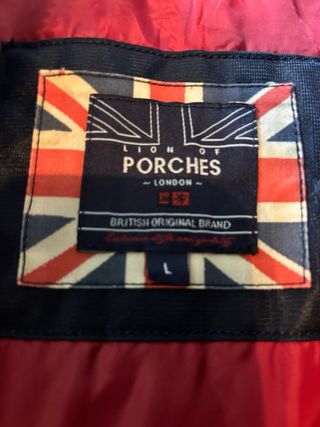 LION OF
PORCHES
~ LONDON ~
BRITISH ORIGINAL BRAND
Exclusive style and quality
L